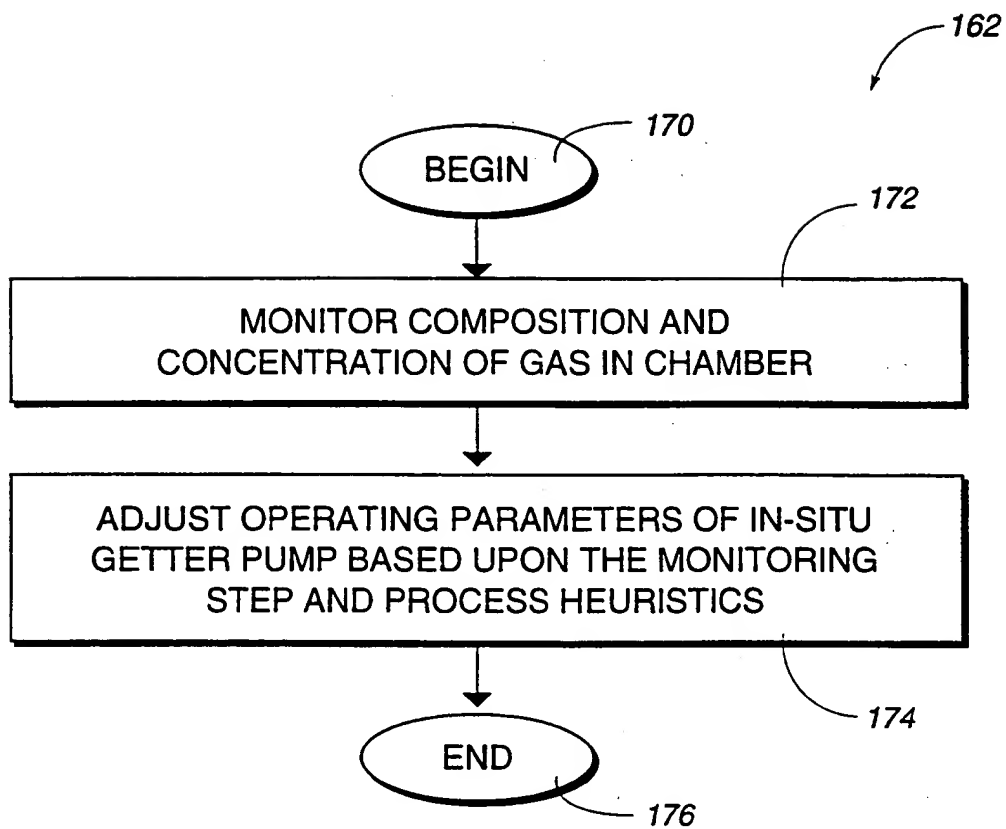 162
170
BEGIN
172
MONITOR COMPOSITION AND
CONCENTRATION OF GAS IN CHAMBER
ADJUST OPERATING PARAMETERS OF IN-SITU
GETTER PUMP BASED UPON THE MONITORING
STEP AND PROCESS HEURISTICS
174
END
176